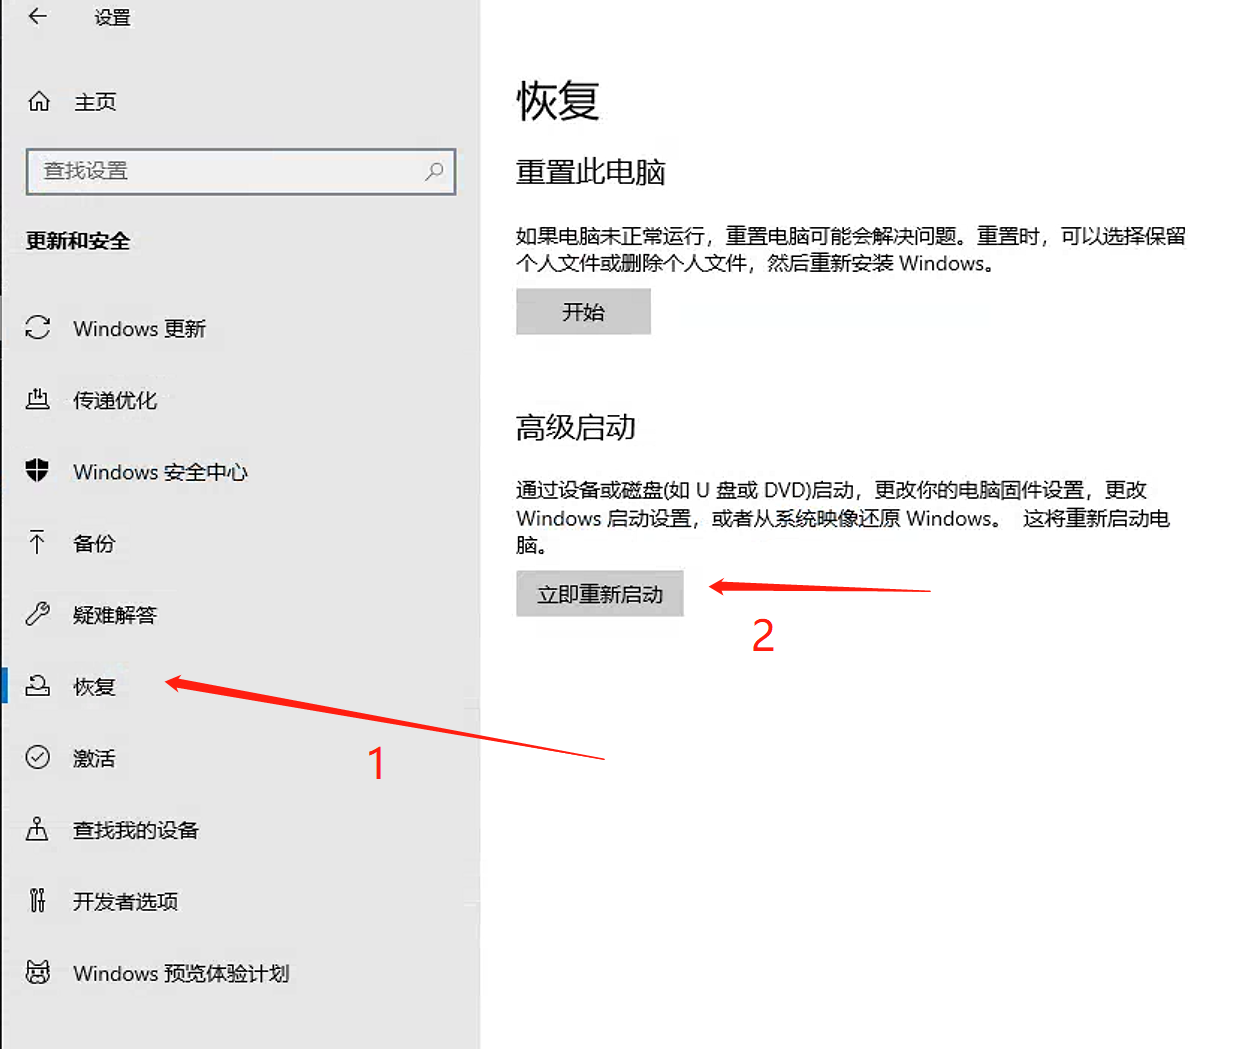 设置
主页
查找设置
更新和安全
Windows 更新
传递优化
Windows 安全中心
备份
疑难解答
恢复
激活
查找我的设备
开发者选项
Windows 预览体验计划
恢复
重置此电脑
如果电脑未正常运行，重置电脑可能会解决问题。重置时，可以选择保留
个人文件或删除个人文件，然后重新安装 Windows。
开始
高级启动
通过设备或磁盘(如 U 盘或 DVD)启动，更改你的电脑固件设置，更改
Windows 启动设置，或者从系统映像还原 Windows。 这将重新启动电
脑。
立即重新启动
2
1